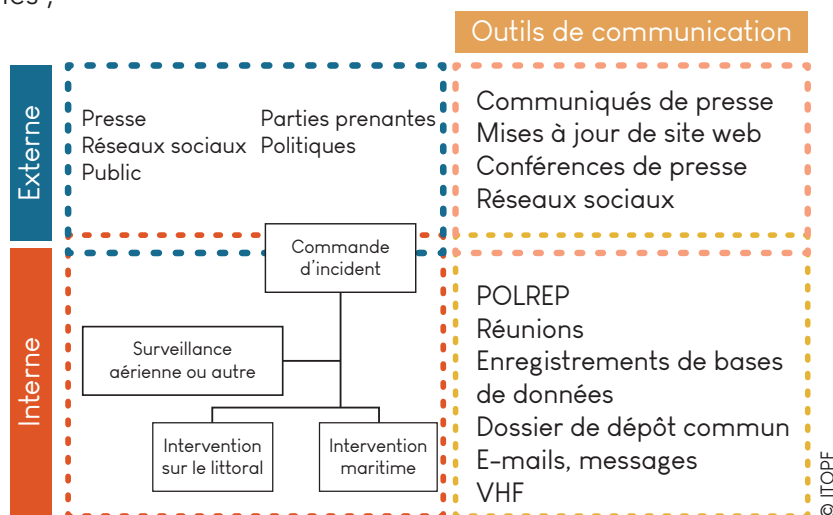 Outils de communication
Externe
Presse
Réseaux sociaux
Public
Parties prenantes
Politiques
Communiqués de presse
Mises à jour de site web
Conférences de presse
Réseaux sociaux
Interne
Commande
d'incident
Surveillance
aérienne ou autre
Intervention
sur le littoral
Intervention
maritime
POLREP
Réunions
Enregistrements de bases
de données
Dossier de dépôt commun
E-mails, messages
VHF
© ITOPF